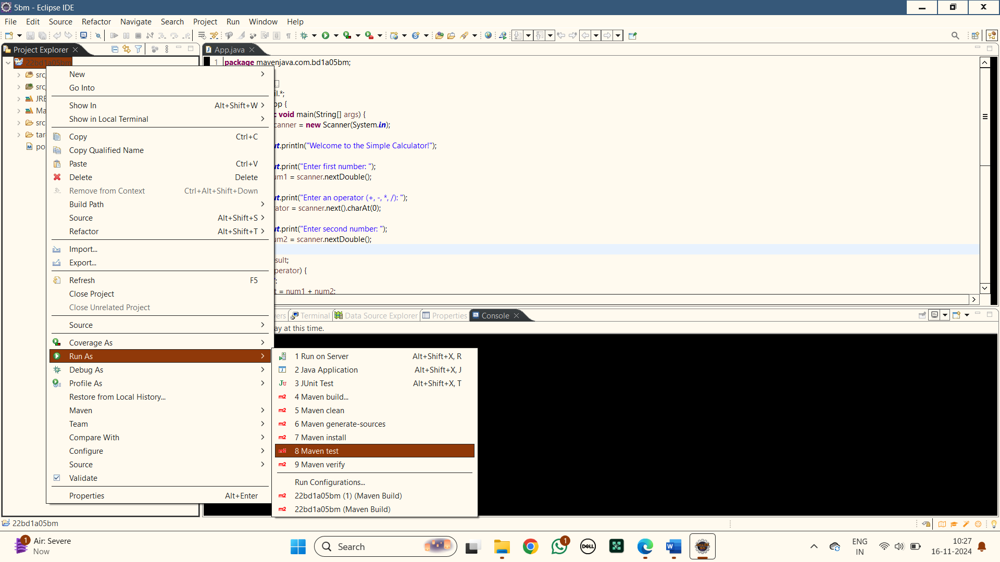 5bm - Eclipse IDE
File Edit Source Refactor Navigate Search Project Run Window Help
Project Explorer
App.java
22bd1a05bm
src/
src/
JRE
Ma
src
tar
po
1 package mavenjava.com.bd1a05bm;
il.*;
pp {
c void main(String[] args) {
canner = new Scanner(System.in);
ut.println("Welcome to the Simple Calculator!");
ut.print("Enter first number: ");
um1 = scanner.nextDouble();
ut.print("Enter an operator (+, -, *, /): ");
ator = scanner.next().charAt(0);
ut.print("Enter second number: ");
um2 = scanner.nextDouble();
sult;
perator) {
':
t = num1 + num2;
New
Go Into
Show In Alt+Shift+W
Show in Local Terminal
Copy Ctrl+C
Copy Qualified Name
Paste Ctrl+V
Delete Delete
Remove from Context Ctrl+Alt+Shift+Down
Build Path
Source Alt+Shift+S
Refactor Alt+Shift+T
Import...
Export...
Refresh F5
Close Project
Close Unrelated Project
Source
Coverage As
Run As
Debug As
Profile As
Restore from Local History...
Maven
Team
Compare With
Configure
Source
Validate
Properties Alt+Enter
ers Terminal Data Source Explorer Properties Console
ay at this time.
1 Run on Server Alt+Shift+X, R
2 Java Application Alt+Shift+X, J
3 JUnit Test Alt+Shift+X, T
4 Maven build...
5 Maven clean
6 Maven generate-sources
7 Maven install
8 Maven test
9 Maven verify
Run Configurations...
22bd1a05bm (1) (Maven Build)
22bd1a05bm (Maven Build)
22bd1a05bm
1
Air: Severe
Now
Search
1
DELL
ENG
IN
10:27
16-11-2024